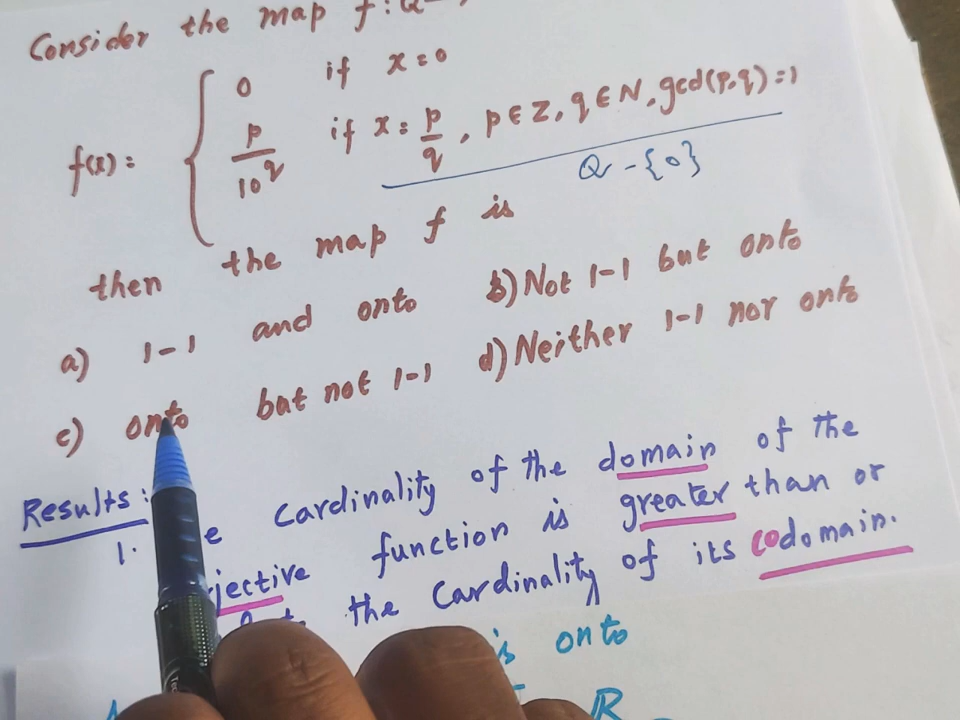 Consider the map f: Q
f(x) = { 0 if x = 0
p/10^q if x = p/q, p ∈ Z, q ∈ N, gcd(p,q) = 1
Q - {0}
then the map f is
a) 1-1 and onto b) Not 1-1 but onto
c) onto but not 1-1 d) Neither 1-1 nor onto
Results:
1. cardinality of the domain of the
jective function is greater than or
the cardinality of its codomain.
is onto
R